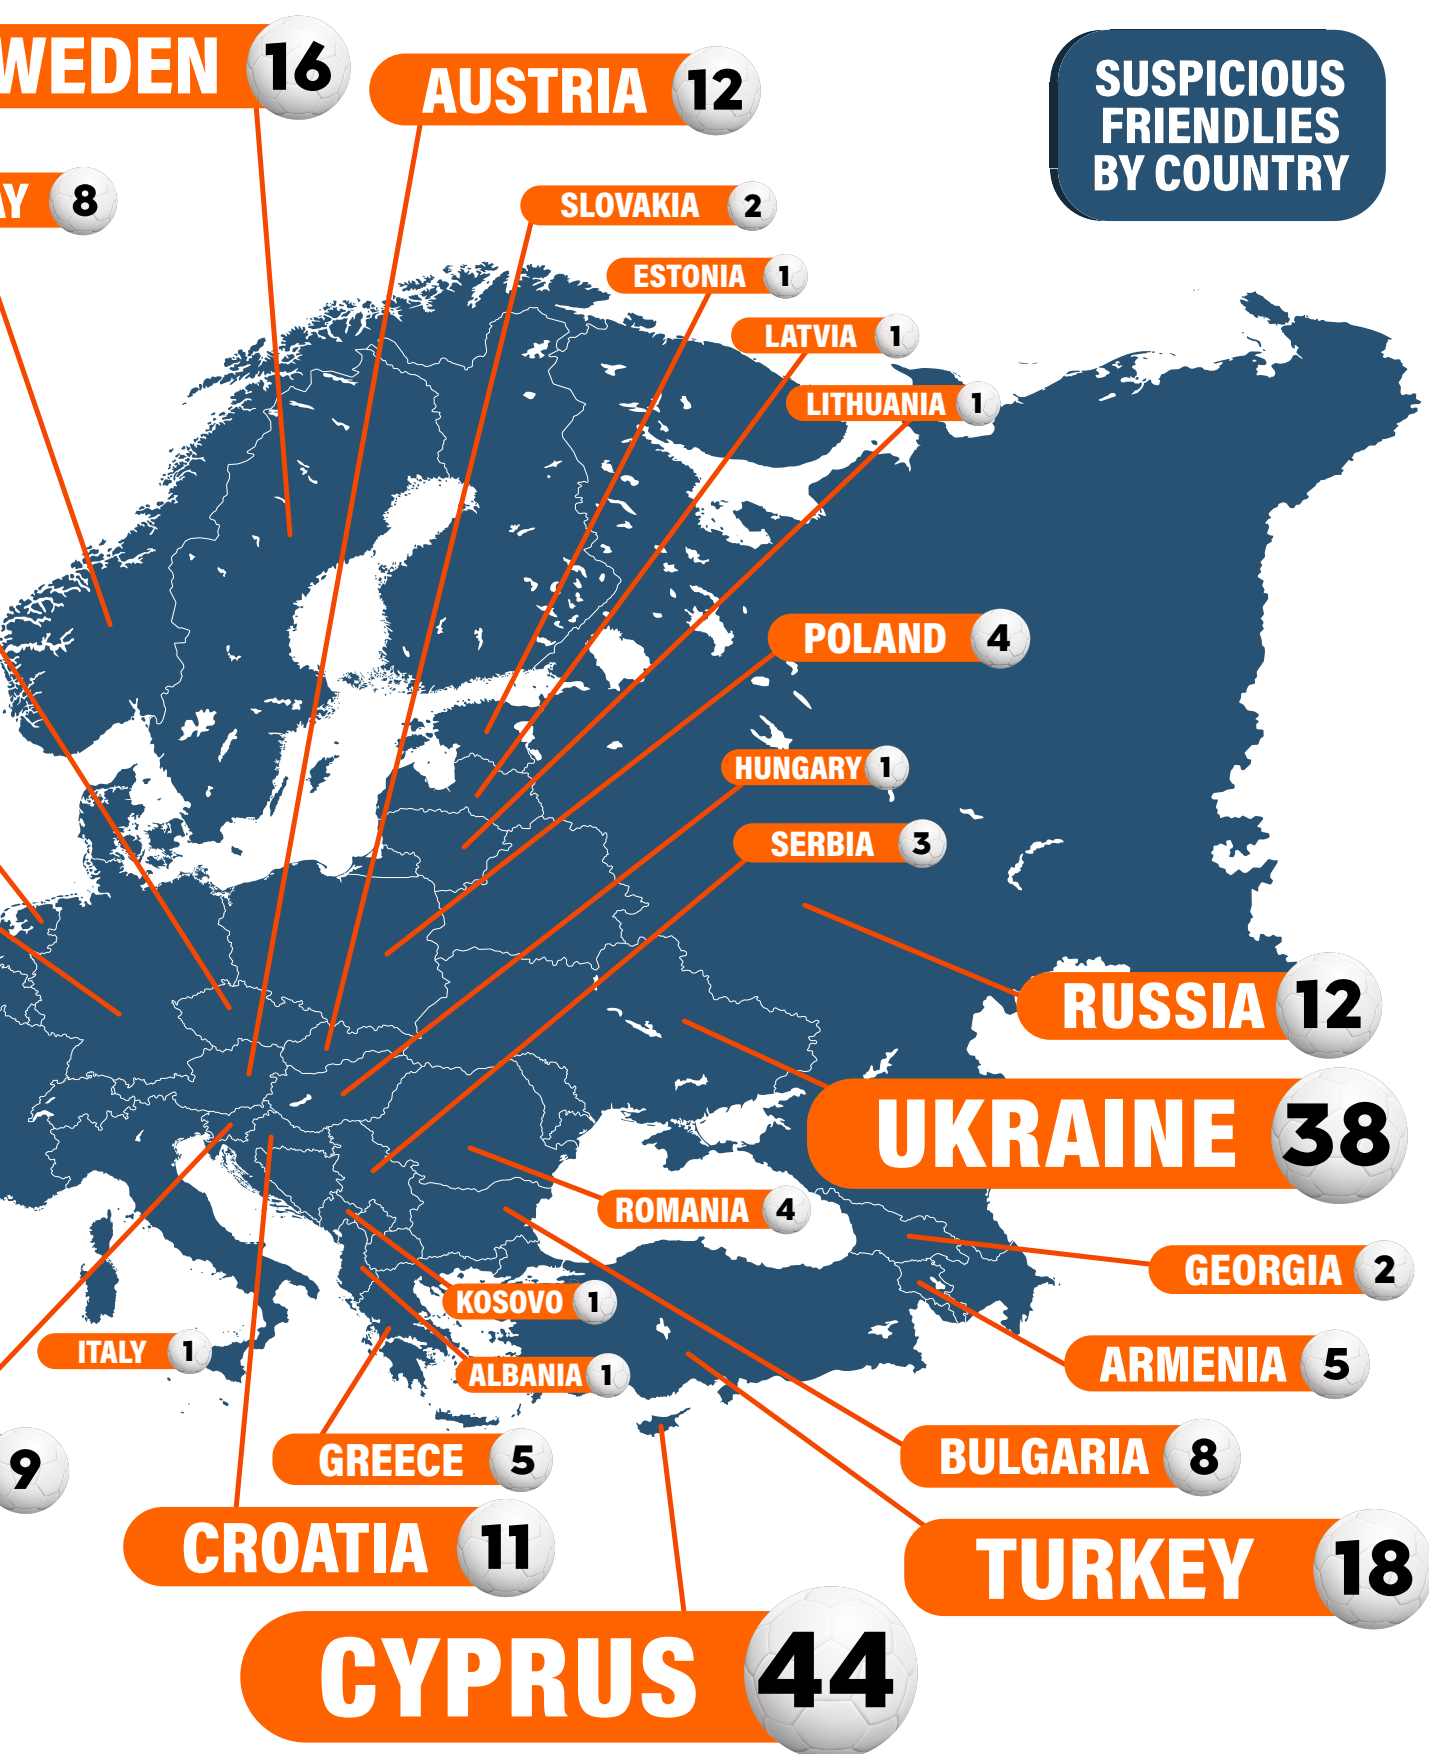 WEDEN 16
AUSTRIA 12
SUSPICIOUS
FRIENDLIES
BY COUNTRY
AY 8
SLOVAKIA 2
ESTONIA 1
LATVIA 1
LITHUANIA 1
POLAND 4
HUNGARY 1
SERBIA 3
RUSSIA 12
UKRAINE 38
ROMANIA 4
GEORGIA 2
KOSOVO 1
ITALY 1
ALBANIA 1
ARMENIA 5
BULGARIA 8
GREECE 5
9
CROATIA 11
TURKEY 18
CYPRUS 44